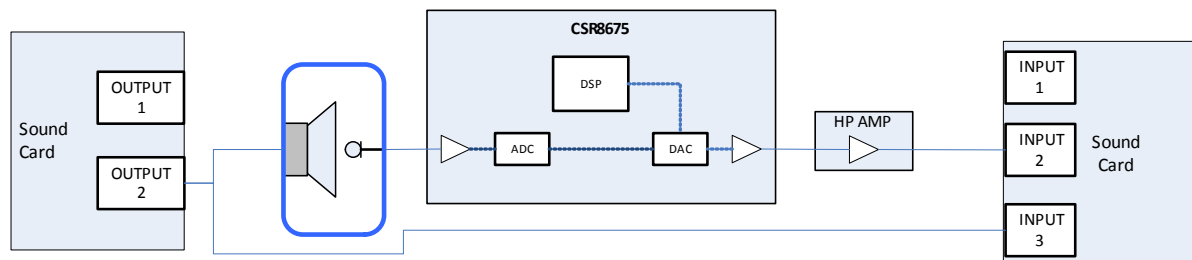 CSR8675
Sound
Card
OUTPUT
1
OUTPUT
2
DSP
ADC
DAC
HP AMP
INPUT
1
INPUT
2
INPUT
3
Sound
Card